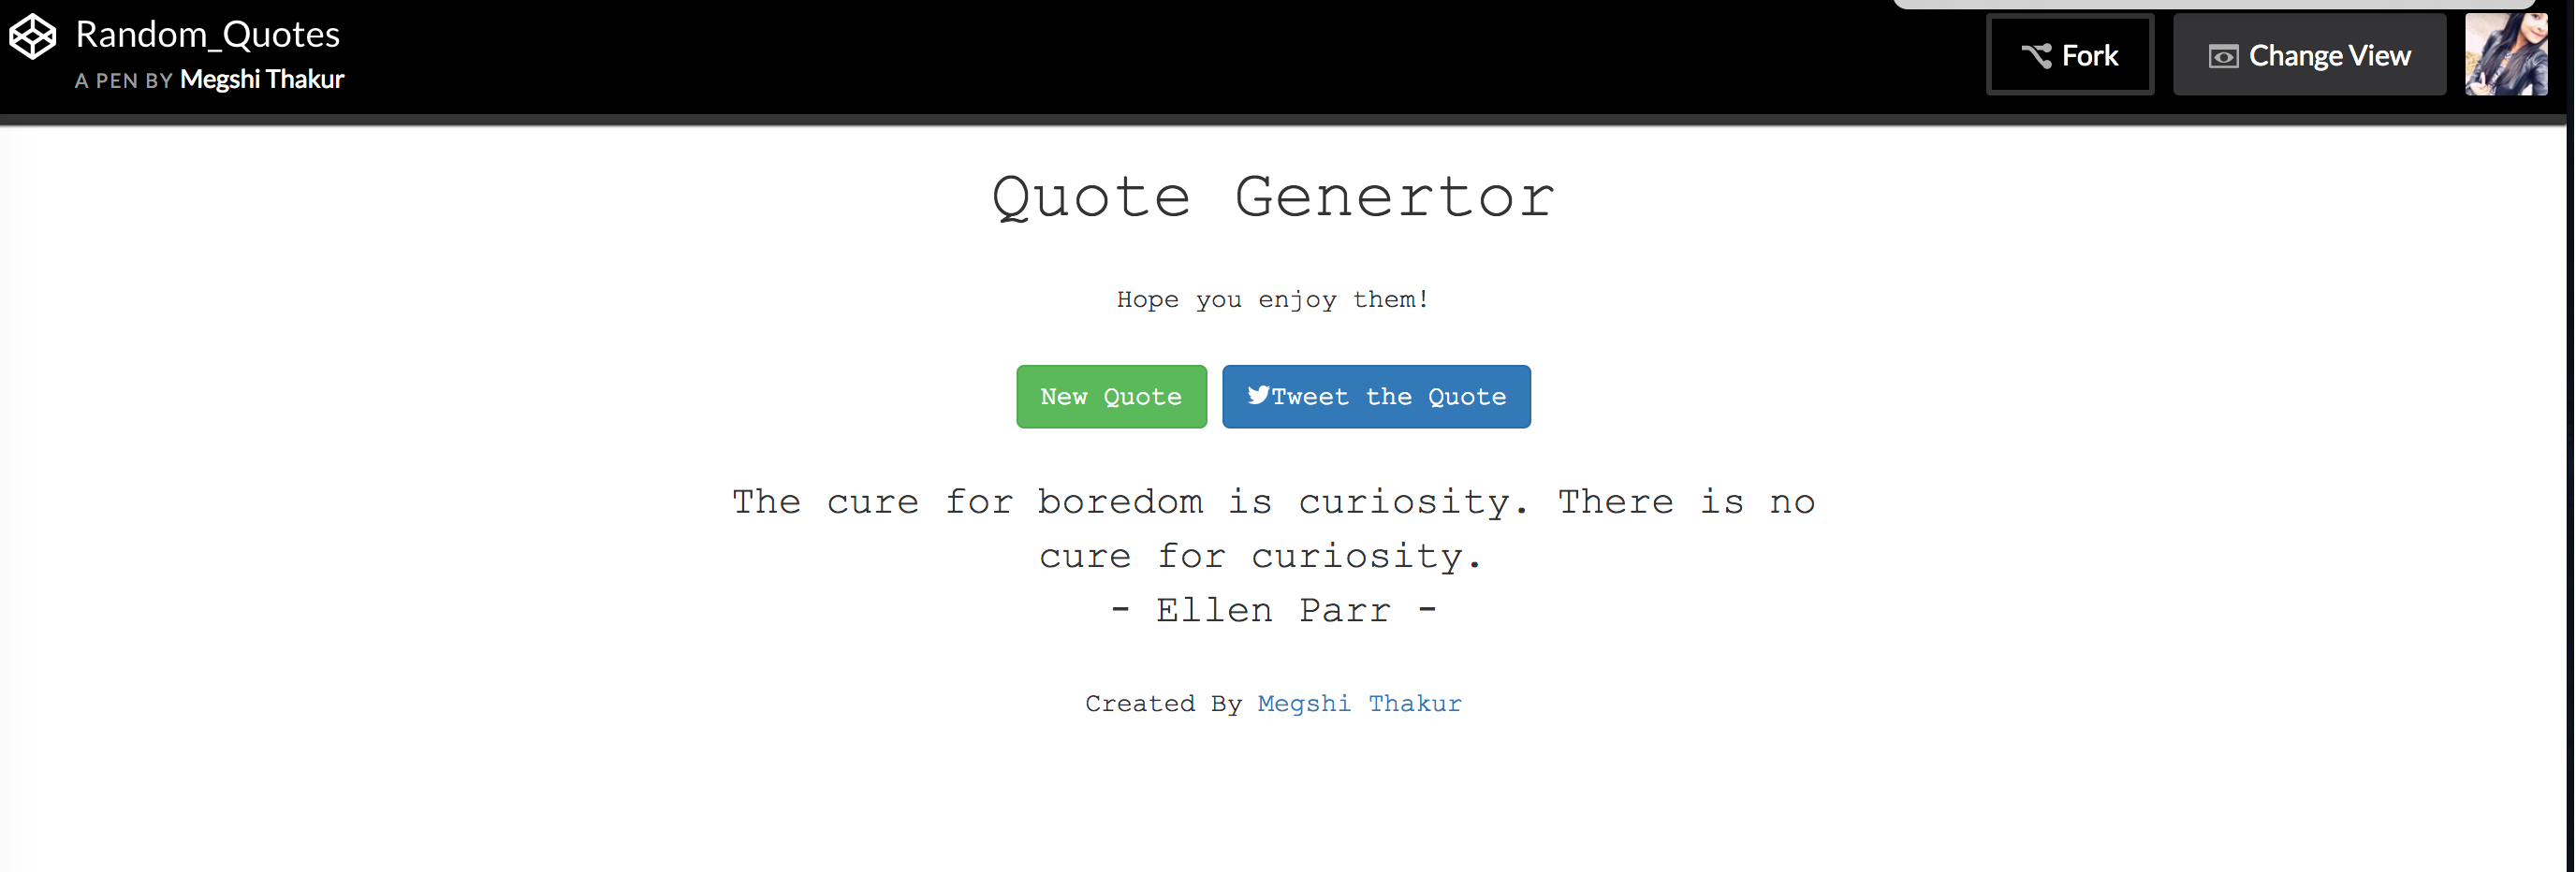 Random_Quotes
A PEN BY Megshi Thakur
Fork
Change View
Quote Genertor
Hope you enjoy them!
New Quote
Tweet the Quote
The cure for boredom is curiosity. There is no
cure for curiosity.
- Ellen Parr -
Created By Megshi Thakur